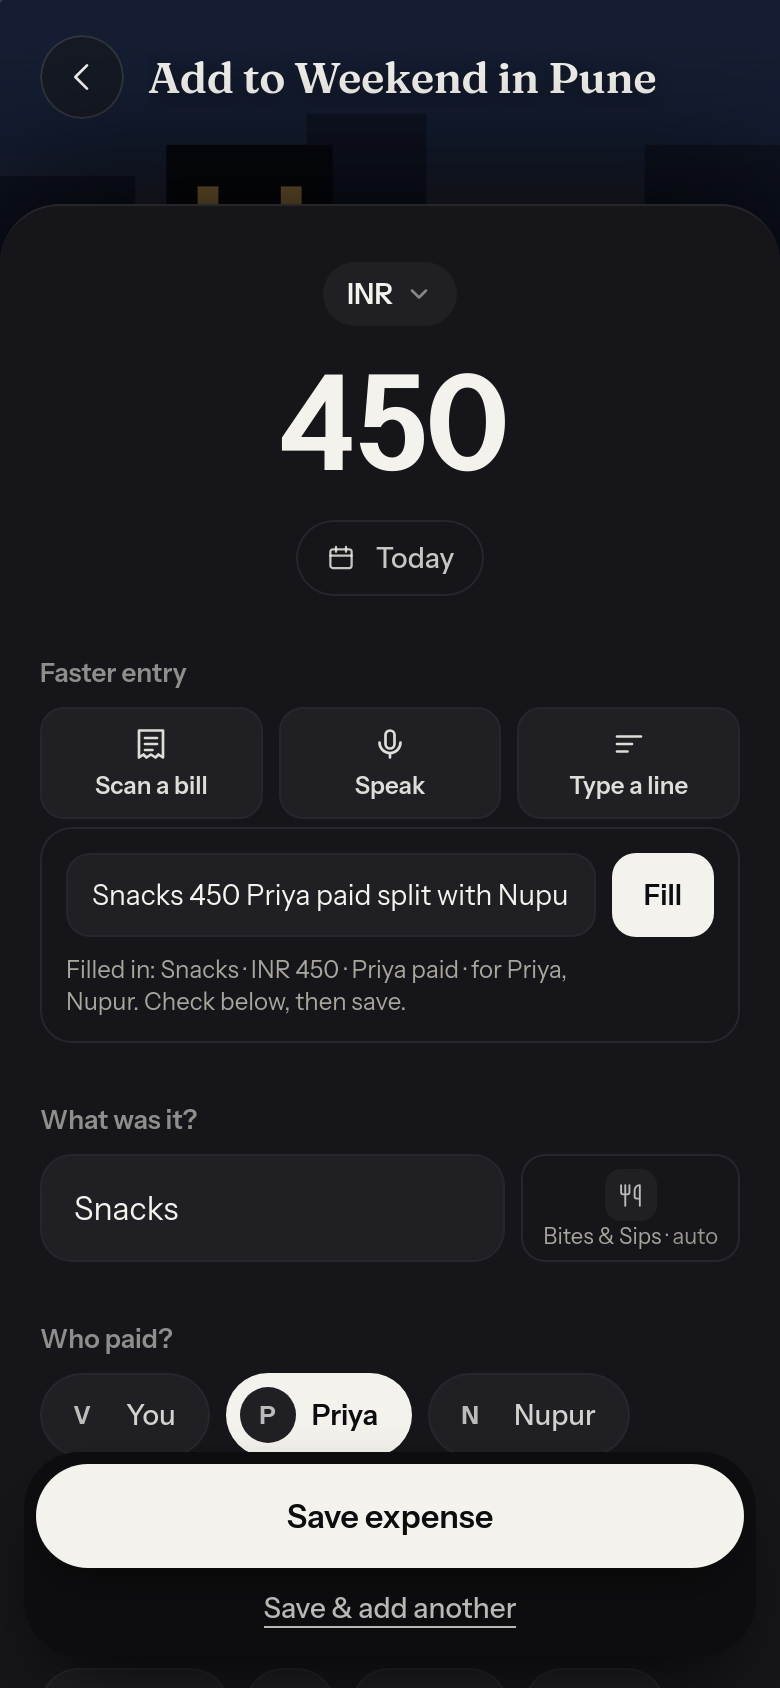 Add to Weekend in Pune
INR
450
Today
Faster entry
Scan a bill
Speak
Type a line
Snacks 450 Priya paid split with Nupu
Fill
Filled in: Snacks · INR 450 · Priya paid · for Priya,
Nupur. Check below, then save.
What was it?
Snacks
Bites & Sips · auto
Who paid?
V You
P Priya
N Nupur
Save expense
Save & add another